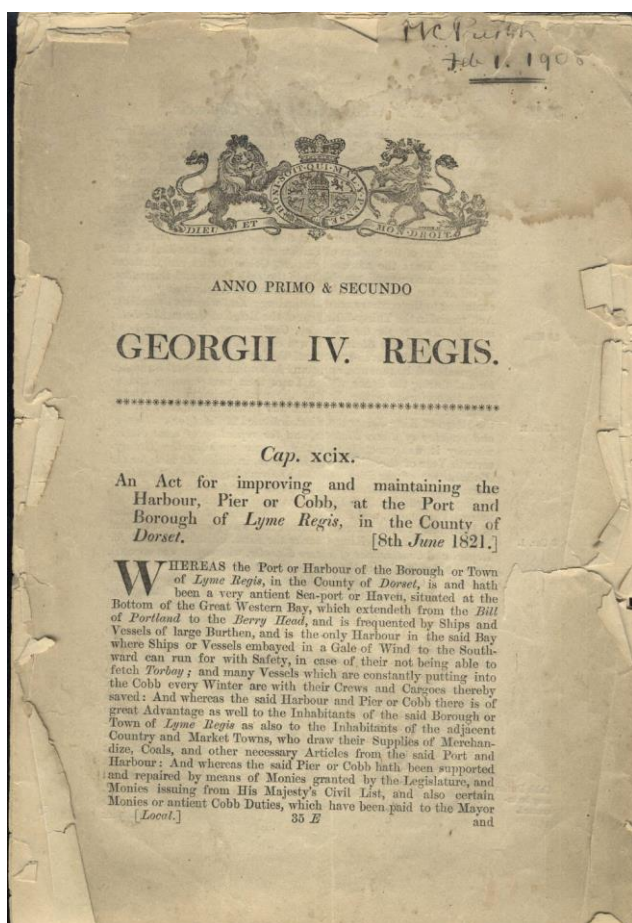 Feb 1. 190
HONI·SOIT·QUI·MAL·Y·PENSE
DIEU ET MON·DROIT
ANNO PRIMO & SECUNDO
GEORGII IV. REGIS.
Cap. xcix.
An Act for improving and maintaining the
Harbour, Pier or Cobb, at the Port and
Borough of Lyme Regis, in the County of
Dorset. [8th June 1821.]
WHEREAS the Port or Harbour of the Borough or Town
of Lyme Regis, in the County of Dorset, is and hath
been a very antient Sea-port or Haven, situated at the
Bottom of the Great Western Bay, which extendeth from the Bill
of Portland to the Berry Head, and is frequented by Ships and
Vessels of large Burthen, and is the only Harbour in the said Bay
where Ships or Vessels embayed in a Gale of Wind to the South-
ward can run for with Safety, in case of their not being able to
fetch Torbay; and many Vessels which are constantly putting into
the Cobb every Winter are with their Crews and Cargoes thereby
saved: And whereas the said Harbour and Pier or Cobb there is of
great Advantage as well to the Inhabitants of the said Borough or
Town of Lyme Regis as also to the Inhabitants of the adjacent
Country and Market Towns, who draw their Supplies of Merchan-
dize, Coals, and other necessary Articles from the said Port and
Harbour: And whereas the said Pier or Cobb hath been supported
and repaired by means of Monies granted by the Legislature, and
Monies issuing from His Majesty's Civil List, and also certain
Monies or antient Cobb Duties, which have been paid to the Mayor
[Local.] 35 E and